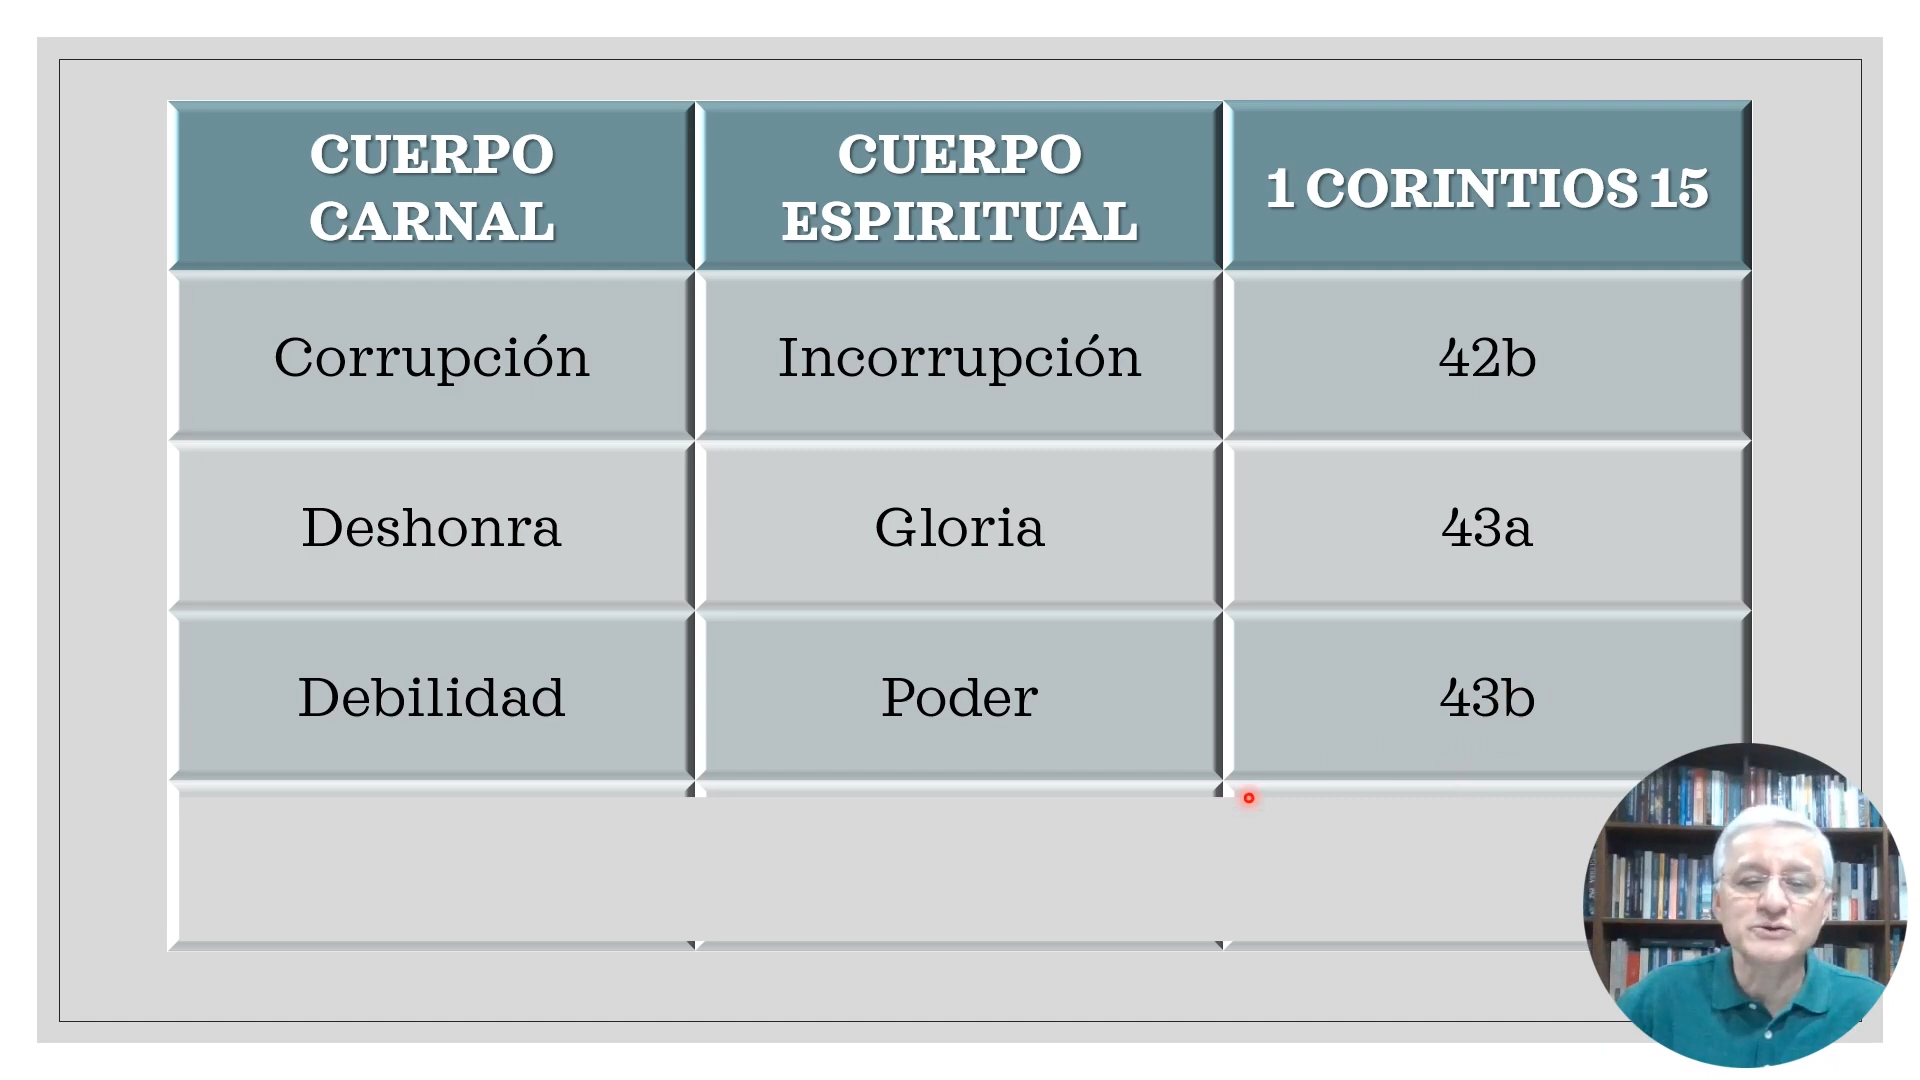 CUERPO
CARNAL
CUERPO
ESPIRITUAL
1 CORINTIOS 15
Corrupción
Incorrupción
42b
Deshonra
Gloria
43a
Debilidad
Poder
43b